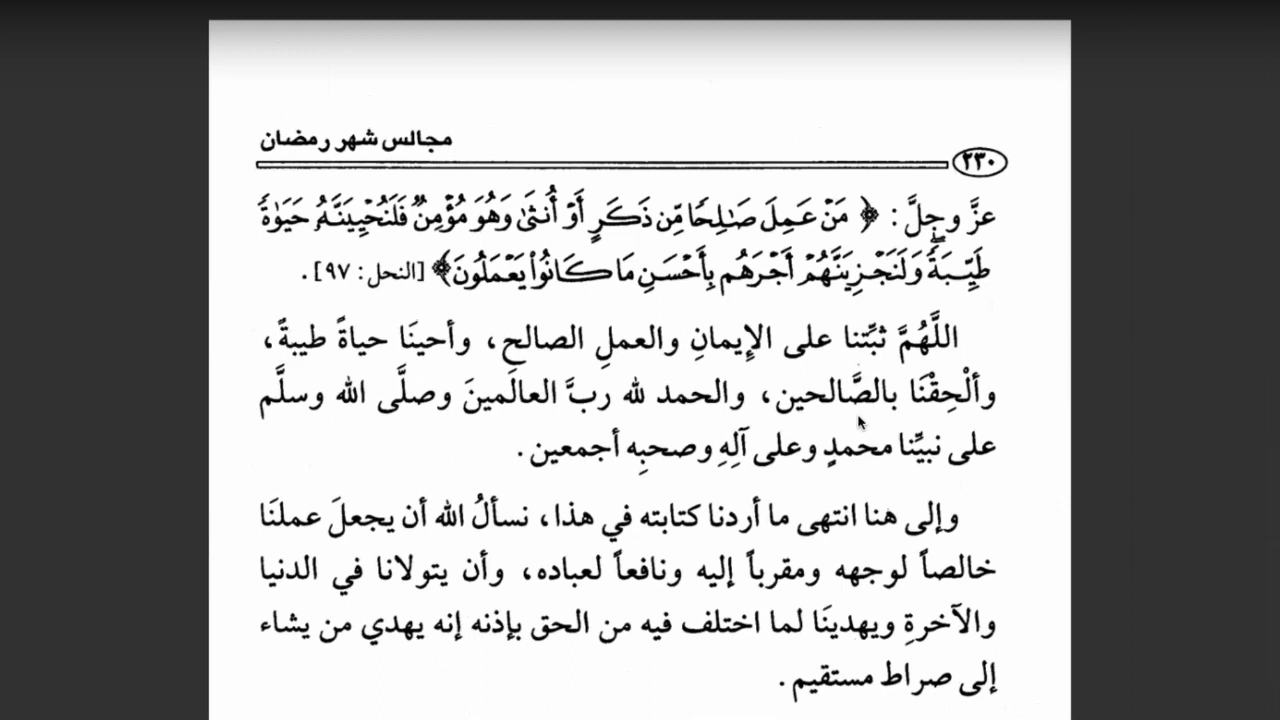 مجالس شهر رمضان
٢٣٠
عزَّ وجلَّ : ﴿ مَنْ عَمِلَ صَٰلِحًا مِّن ذَكَرٍ أَوْ أُنثَىٰ وَهُوَ مُؤْمِنٌ فَلَنُحْيِيَنَّهُۥ حَيَوٰةً
طَيِّبَةً ۖ وَلَنَجْزِيَنَّهُمْ أَجْرَهُم بِأَحْسَنِ مَا كَانُوا۟ يَعْمَلُونَ﴾ [النحل: ٩٧] .
اللَّهُمَّ ثبِّتنا على الإِيمانِ والعملِ الصالحِ، وأحينَا حياةً طيبةً،
وألْحِقْنَا بالصَّالحين، والحمد لله ربَّ العالَمينَ وصلَّى الله وسلَّم
على نبيِّنا محمدٍ وعلى آلِهِ وصحبِه أجمعين .
وإلى هنا انتهى ما أردنا كتابته في هذا، نسألُ الله أن يجعلَ عملنَا
خالصاً لوجهه ومقرباً إليه ونافعاً لعباده، وأن يتولانا في الدنيا
والآخرةِ ويهدينَا لما اختلف فيه من الحق بإذنه إنه يهدي من يشاء
إلى صراط مستقيم .